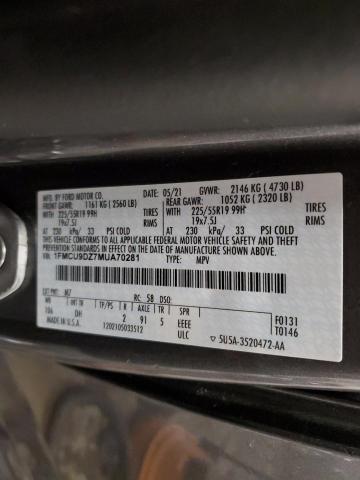 MFD. BY FORD MOTOR CO.
DATE: 05/21 GVWR: 2146 KG ( 4730 LB)
FRONT GAWR: 1161 KG ( 2560 LB) REAR GAWR: 1052 KG ( 2320 LB)
WITH 225/55R19 99H TIRES WITH 225/55R19 99H TIRES
19x7.5J RIMS 19x7.5J RIMS
AT 230 kPa/ 33 PSI COLD AT 230 kPa/ 33 PSI COLD
THIS VEHICLE CONFORMS TO ALL APPLICABLE FEDERAL MOTOR VEHICLE SAFETY, BUMPER, AND THEFT
PREVENTION STANDARDS IN EFFECT ON THE DATE OF MANUFACTURE SHOWN ABOVE.
VIN: 1FMCU9DZ7MUA70281 TYPE: MPV
EXT PNT: M7 RC: 58 DSO: F0131
WB INT TR TP/PS R AXLE TR SPR T0146
106 DH 2 91 5 EEEE
MADE IN U.S.A. 1202105033512 ULC
▽ 5U5A-3520472-AA